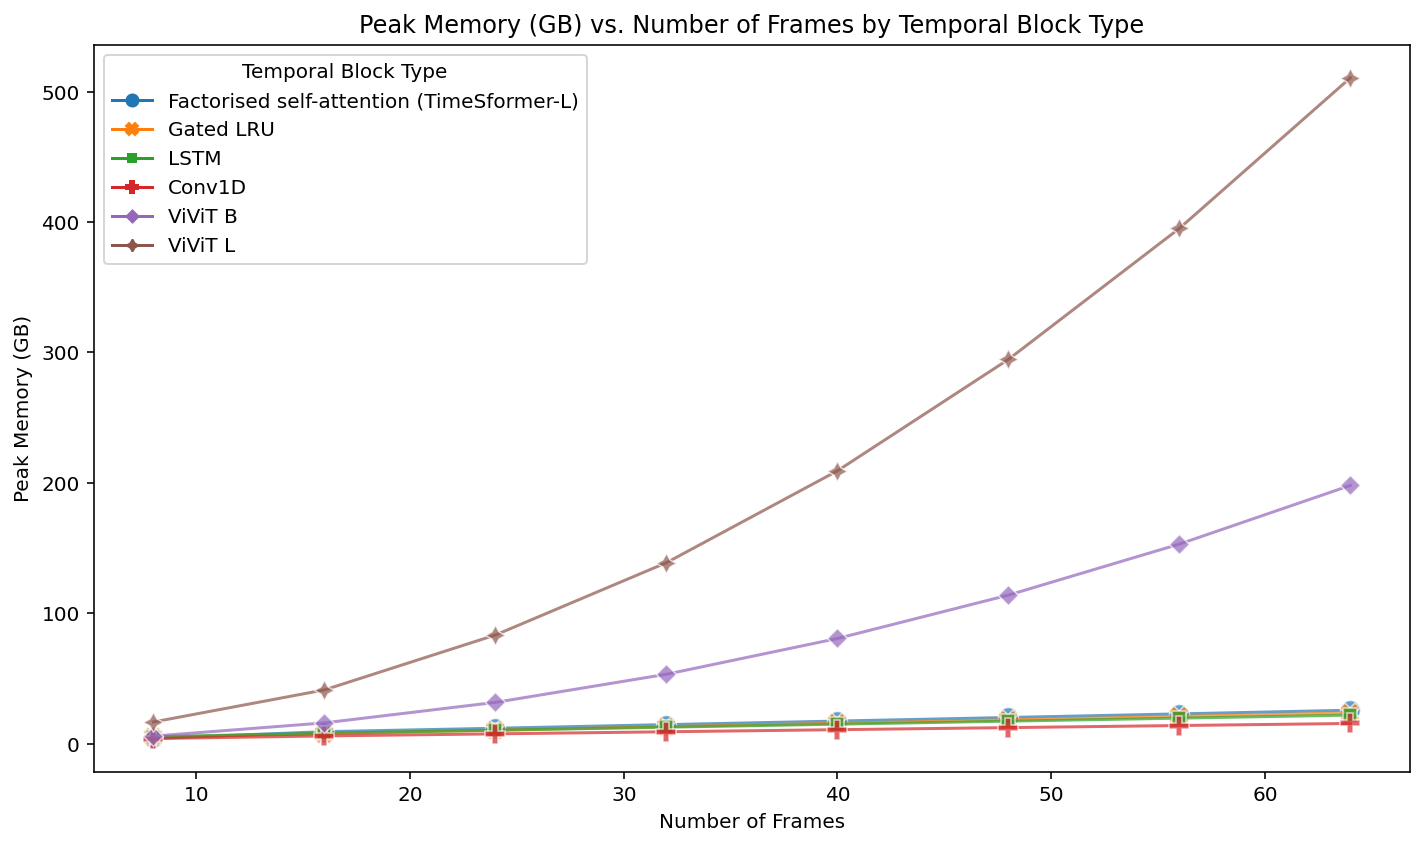 Peak Memory (GB) vs. Number of Frames by Temporal Block Type
Temporal Block Type
Factorised self-attention (TimeSformer-L)
Gated LRU
LSTM
Conv1D
ViViT B
ViViT L
Peak Memory (GB)
500
400
300
200
100
0
10 20 30 40 50 60
Number of Frames